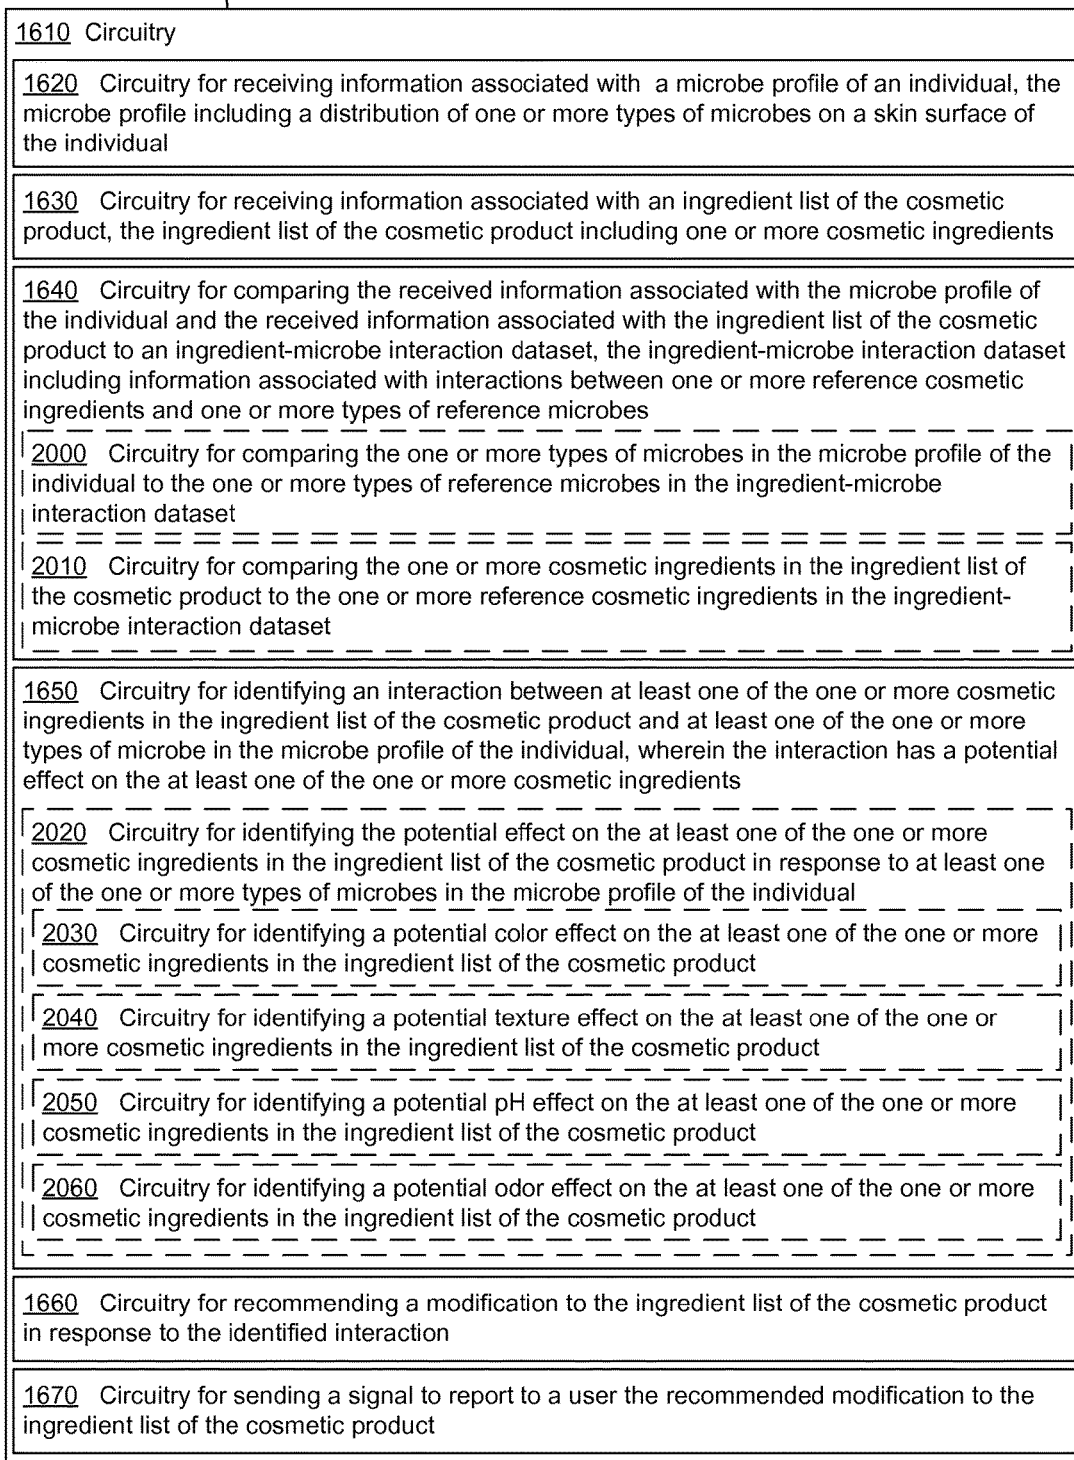 1610 Circuitry
1620 Circuitry for receiving information associated with a microbe profile of an individual, the
microbe profile including a distribution of one or more types of microbes on a skin surface of
the individual
1630 Circuitry for receiving information associated with an ingredient list of the cosmetic
product, the ingredient list of the cosmetic product including one or more cosmetic ingredients
1640 Circuitry for comparing the received information associated with the microbe profile of
the individual and the received information associated with the ingredient list of the cosmetic
product to an ingredient-microbe interaction dataset, the ingredient-microbe interaction dataset
including information associated with interactions between one or more reference cosmetic
ingredients and one or more types of reference microbes
2000 Circuitry for comparing the one or more types of microbes in the microbe profile of the
individual to the one or more types of reference microbes in the ingredient-microbe
interaction dataset
2010 Circuitry for comparing the one or more cosmetic ingredients in the ingredient list of
the cosmetic product to the one or more reference cosmetic ingredients in the ingredient-
microbe interaction dataset
1650 Circuitry for identifying an interaction between at least one of the one or more cosmetic
ingredients in the ingredient list of the cosmetic product and at least one of the one or more
types of microbe in the microbe profile of the individual, wherein the interaction has a potential
effect on the at least one of the one or more cosmetic ingredients
2020 Circuitry for identifying the potential effect on the at least one of the one or more
cosmetic ingredients in the ingredient list of the cosmetic product in response to at least one
of the one or more types of microbes in the microbe profile of the individual
2030 Circuitry for identifying a potential color effect on the at least one of the one or more
cosmetic ingredients in the ingredient list of the cosmetic product
2040 Circuitry for identifying a potential texture effect on the at least one of the one or
more cosmetic ingredients in the ingredient list of the cosmetic product
2050 Circuitry for identifying a potential pH effect on the at least one of the one or more
cosmetic ingredients in the ingredient list of the cosmetic product
2060 Circuitry for identifying a potential odor effect on the at least one of the one or more
cosmetic ingredients in the ingredient list of the cosmetic product
1660 Circuitry for recommending a modification to the ingredient list of the cosmetic product
in response to the identified interaction
1670 Circuitry for sending a signal to report to a user the recommended modification to the
ingredient list of the cosmetic product